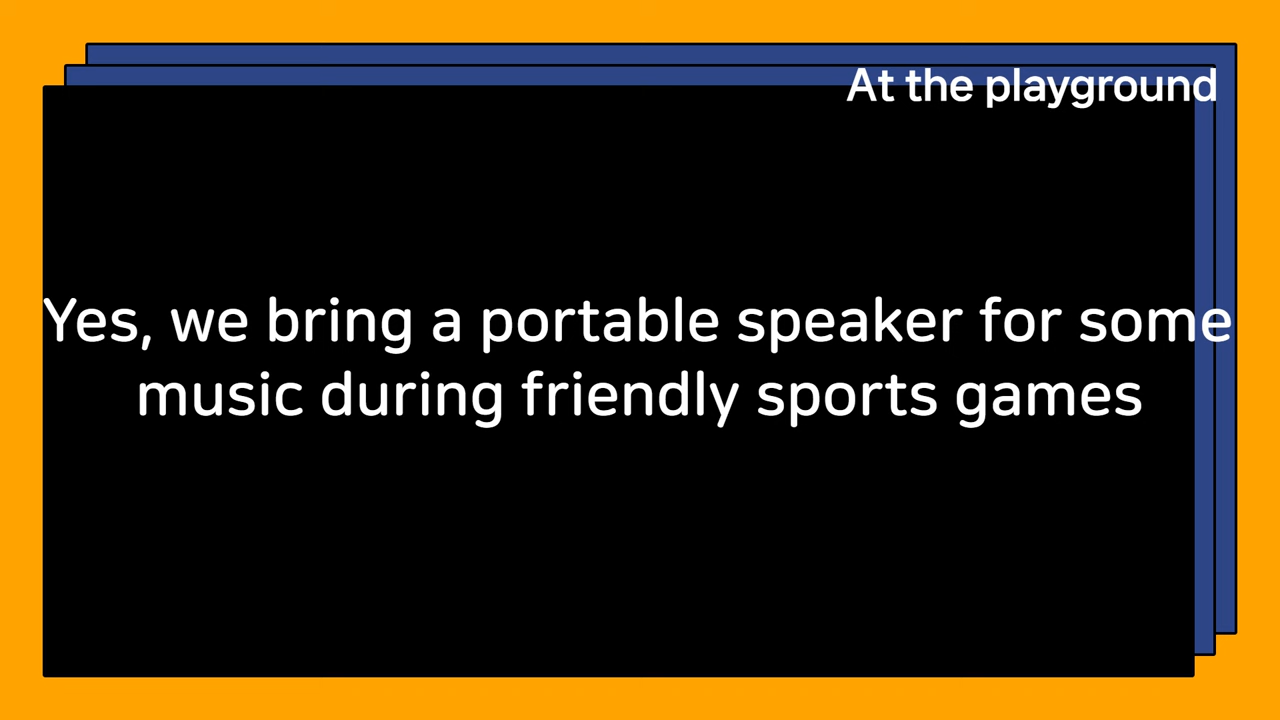 At the playground
Yes, we bring a portable speaker for some
music during friendly sports games